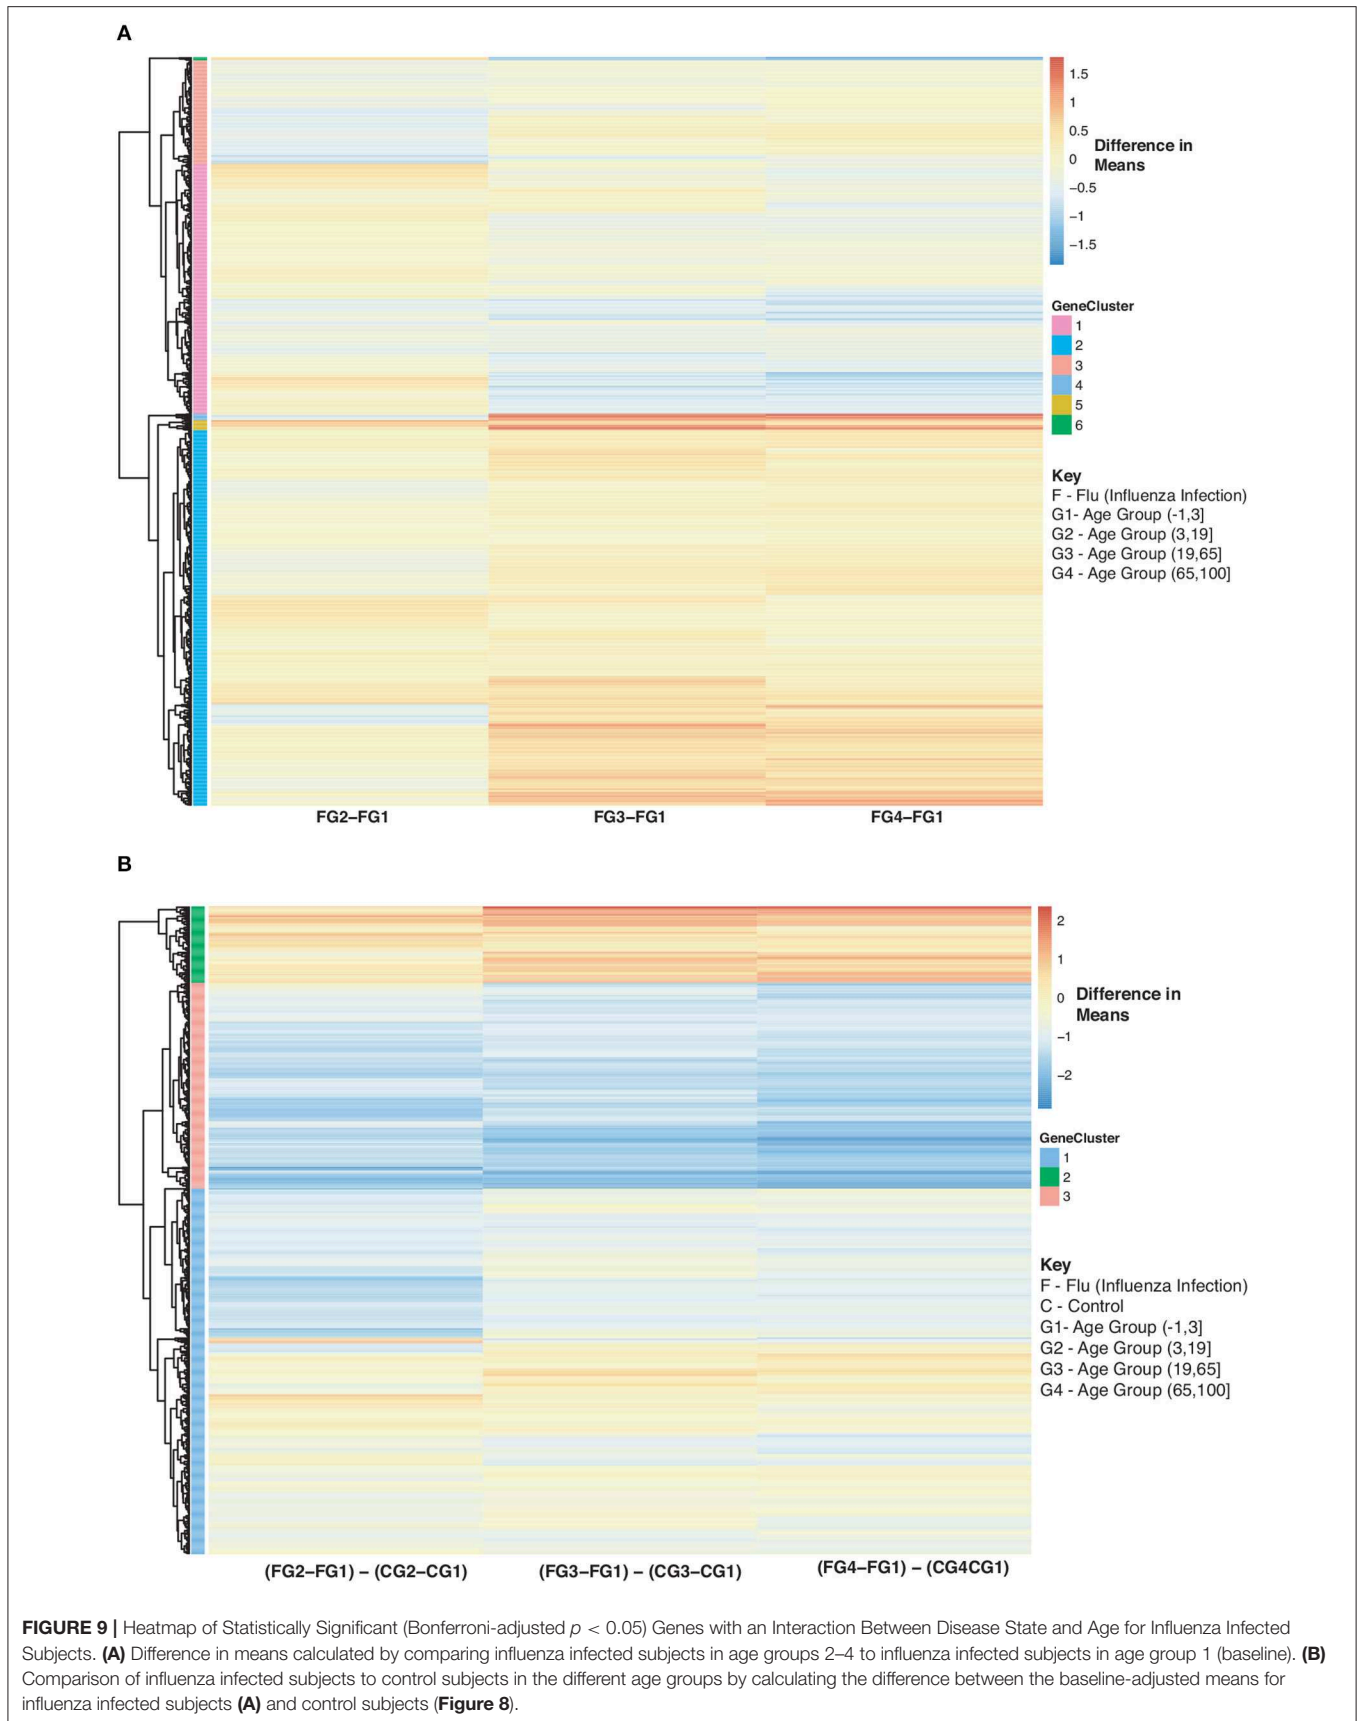 A
1.5
1
0.5
0
−0.5
−1
−1.5
Difference in
Means
GeneCluster
1
2
3
4
5
6
Key
F - Flu (Influenza Infection)
G1- Age Group (-1,3]
G2 - Age Group (3,19]
G3 - Age Group (19,65]
G4 - Age Group (65,100]
FG2–FG1
FG3–FG1
FG4–FG1
B
2
1
0
−1
−2
Difference in
Means
GeneCluster
1
2
3
Key
F - Flu (Influenza Infection)
C - Control
G1- Age Group (-1,3]
G2 - Age Group (3,19]
G3 - Age Group (19,65]
G4 - Age Group (65,100]
(FG2–FG1) – (CG2–CG1)
(FG3–FG1) – (CG3–CG1)
(FG4–FG1) – (CG4CG1)
FIGURE 9 | Heatmap of Statistically Significant (Bonferroni-adjusted p < 0.05) Genes with an Interaction Between Disease State and Age for Influenza Infected
Subjects. (A) Difference in means calculated by comparing influenza infected subjects in age groups 2–4 to influenza infected subjects in age group 1 (baseline). (B)
Comparison of influenza infected subjects to control subjects in the different age groups by calculating the difference between the baseline-adjusted means for
influenza infected subjects (A) and control subjects (Figure 8).